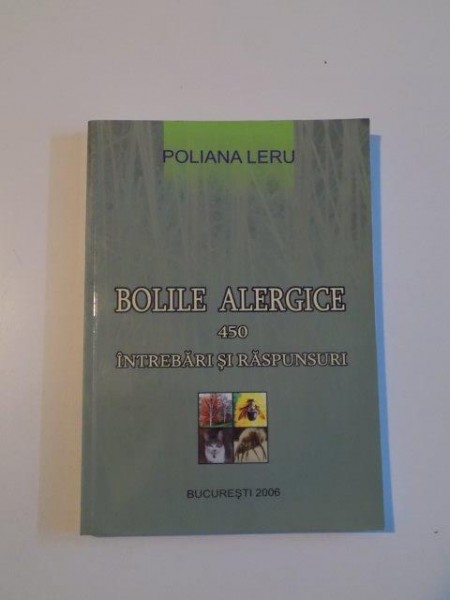 POLIANA LERU
BOLILE ALERGICE
450
ÎNTREBĂRI ŞI RĂSPUNSURI
BUCUREŞTI 2006